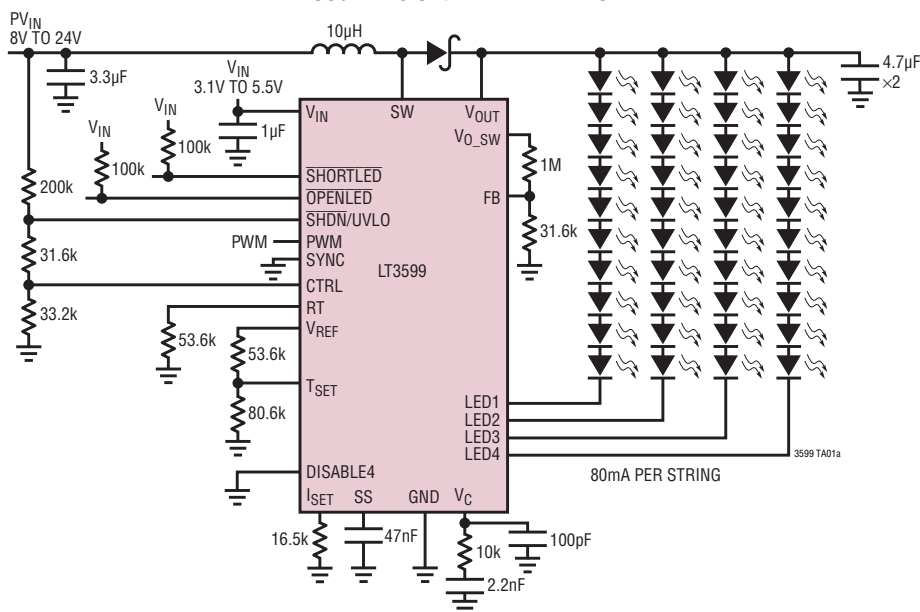 PVIN
8V TO 24V
10µH
3.3µF
VIN
3.1V TO 5.5V
1µF
4.7µF
×2
VIN
100k
VIN
100k
200k
31.6k
33.2k
PWM
53.6k
53.6k
80.6k
VIN
SW
VOUT
VO_SW
1M
FB
31.6k
SHORTLED
OPENLED
SHDN/UVLO
PWM
SYNC
LT3599
CTRL
RT
VREF
TSET
LED1
LED2
LED3
LED4
3599 TA01a
80mA PER STRING
DISABLE4
ISET
SS
GND
VC
16.5k
47nF
10k
100pF
2.2nF